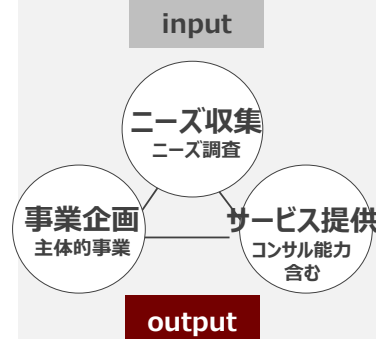 input
ニーズ収集
ニーズ調査
事業企画
主体的事業
サービス提供
コンサル能力
含む
output